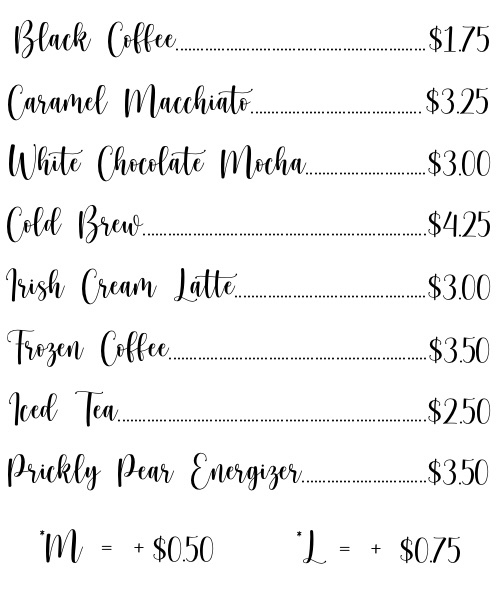 Black Coffee........................................$1.75
Caramel Macchiato........................................$3.25
White Chocolate Mocha........................................$3.00
Cold Brew........................................$4.25
Irish Cream Latte........................................$3.00
Frozen Coffee........................................$3.50
Iced Tea........................................$2.50
Prickly Pear Energizer........................................$3.50
*M = + $0.50 *L = + $0.75